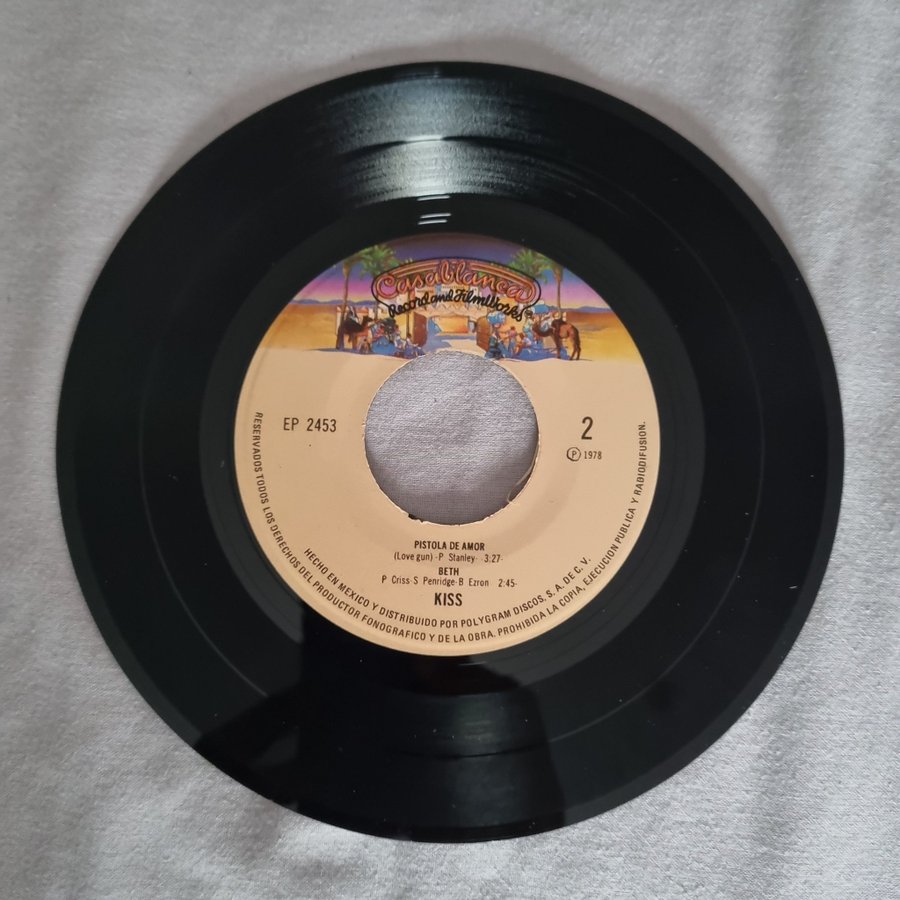 Casablanca
Record and FilmWorks
EP 2453
2
Ⓟ 1978
PISTOLA DE AMOR
(Love gun) -P Stanley- 3:27-
BETH
P Criss-S Penridge-B Ezron 2:45-
KISS
HECHO EN MEXICO Y DISTRIBUIDO POR POLYGRAM DISCOS, S. A. DE C. V.
RESERVADOS TODOS LOS DERECHOS DEL PRODUCTOR FONOGRAFICO Y DE LA OBRA. PROHIBIDA LA COPIA, EJECUCION PUBLICA Y RADIODIFUSION.